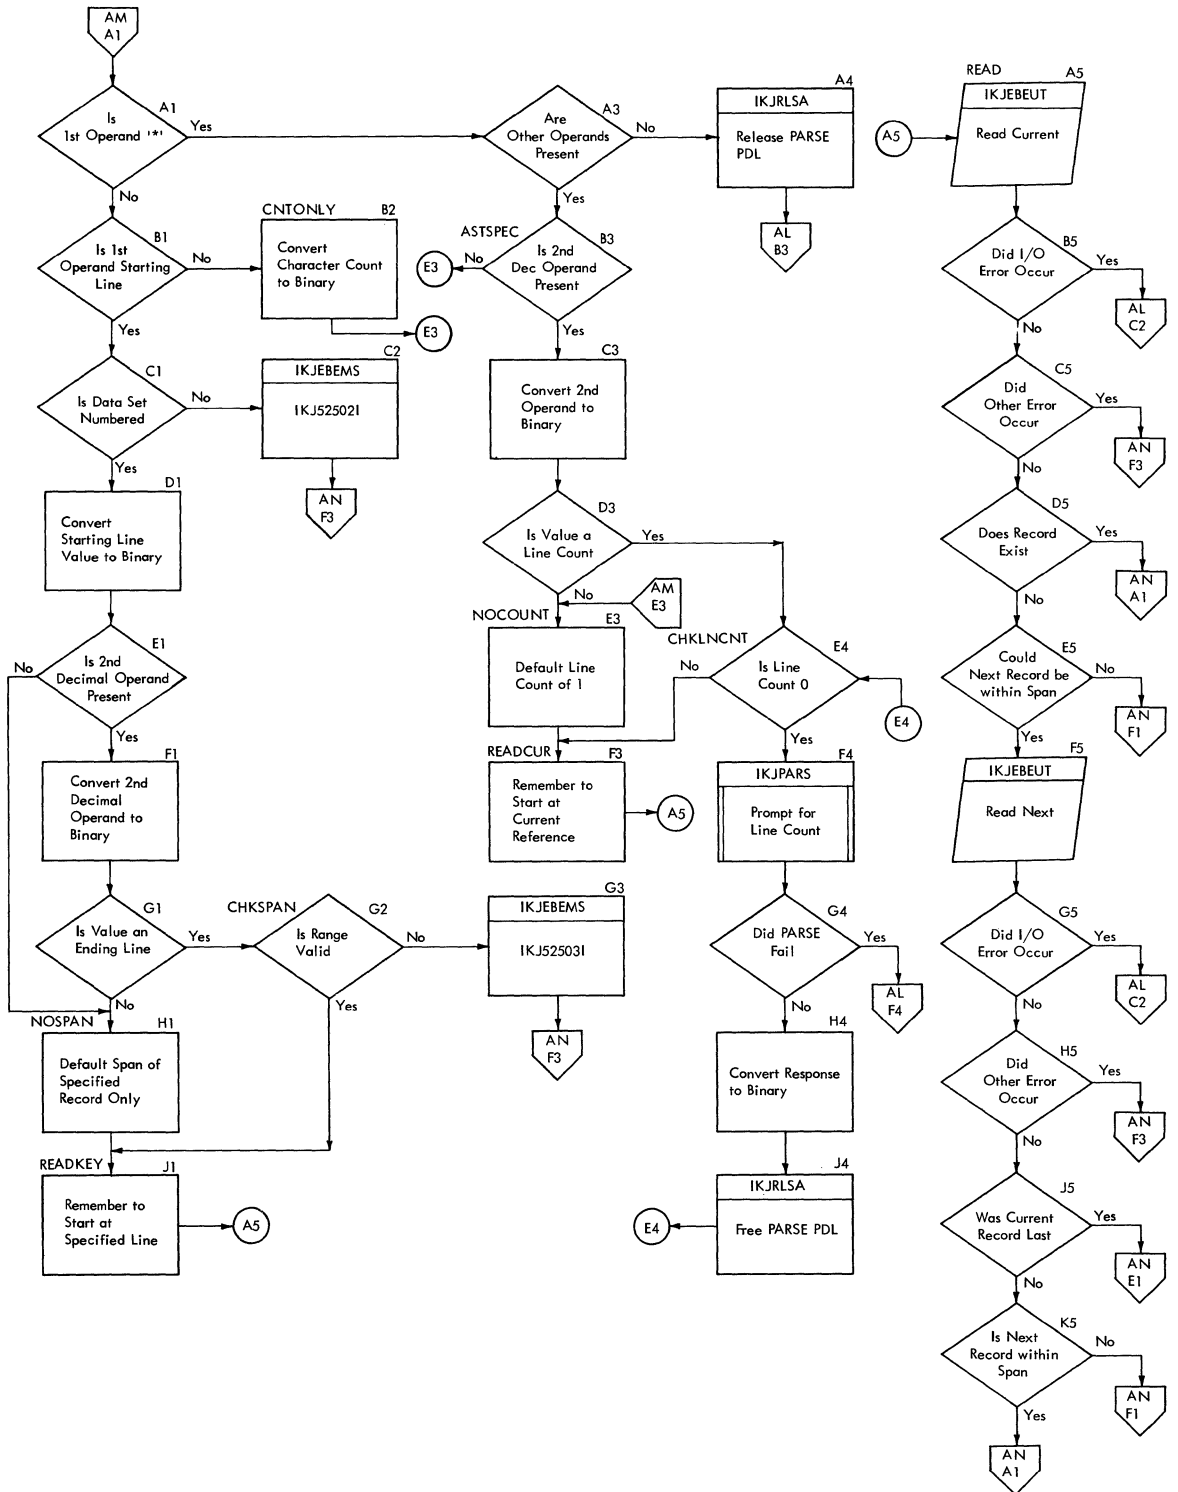 AM
A1
A1
Is
1st Operand '*'
Yes
No
B1
Is 1st
Operand Starting
Line
No
Yes
CNTONLY
B2
Convert
Character Count
to Binary
E3
C1
Is Data Set
Numbered
No
Yes
C2
IKJEBEMS
IKJ52502I
AN
F3
D1
Convert
Starting Line
Value to Binary
E1
Is 2nd
Decimal Operand
Present
No
Yes
F1
Convert 2nd
Decimal
Operand to
Binary
G1
Is Value an
Ending Line
Yes
No
CHKSPAN
G2
Is Range
Valid
No
Yes
G3
IKJEBEMS
IKJ52503I
AN
F3
NOSPAN
H1
Default Span of
Specified
Record Only
READKEY
J1
Remember to
Start at
Specified Line
A5
A3
Are
Other Operands
Present
No
Yes
A4
IKJRLSA
Release PARSE
PDL
AL
B3
ASTSPEC
B3
Is 2nd
Dec Operand
Present
No
E3
Yes
C3
Convert 2nd
Operand to
Binary
D3
Is Value a
Line Count
Yes
No
AM
E3
NOCOUNT
E3
Default Line
Count of 1
CHKLNCNT
E4
Is Line
Count 0
No
Yes
E4
READCUR
F3
Remember to
Start at
Current
Reference
A5
F4
IKJPARS
Prompt for
Line Count
G4
Did PARSE
Fail
Yes
No
AL
F4
H4
Convert Response
to Binary
J4
IKJRLSA
Free PARSE PDL
E4
READ
A5
A5
IKJEBEUT
Read Current
B5
Did I/O
Error Occur
Yes
No
AL
C2
C5
Did
Other Error
Occur
Yes
No
AN
F3
D5
Does Record
Exist
Yes
No
AN
A1
E5
Could
Next Record be
within Span
No
Yes
AN
F1
F5
IKJEBEUT
Read Next
G5
Did I/O
Error Occur
Yes
No
AL
C2
H5
Did
Other Error
Occur
Yes
No
AN
F3
J5
Was Current
Record Last
Yes
No
AN
E1
K5
Is Next
Record within
Span
No
Yes
AN
F1
AN
A1